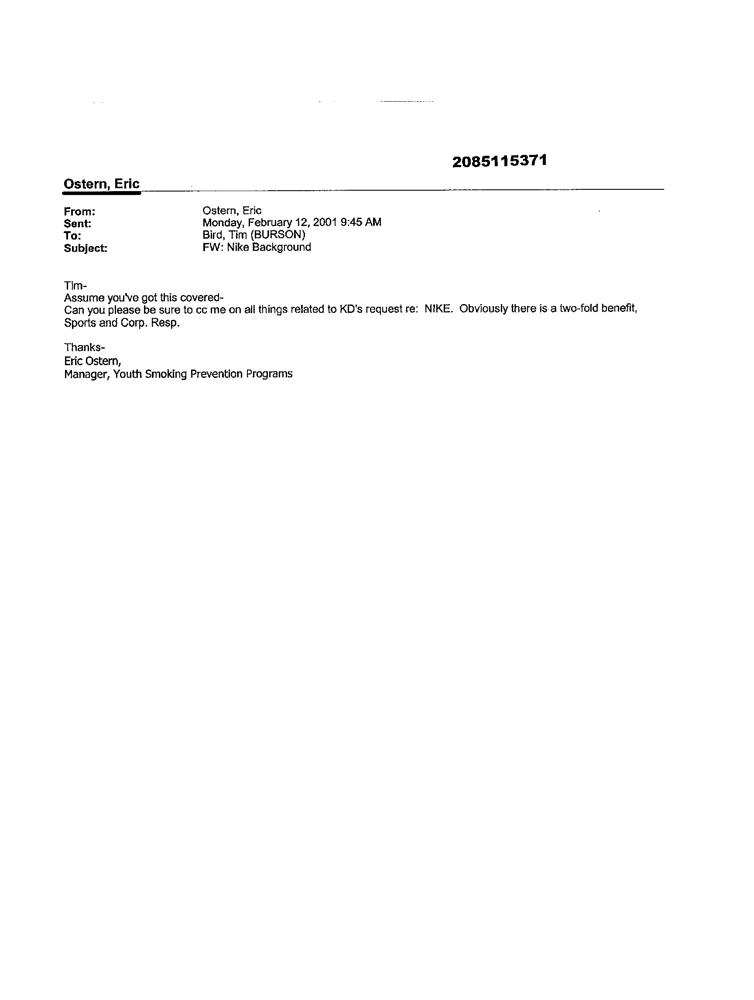 2085115371
Ostern, Eric
From: Ostern, Eric
Sent: Monday, February 12, 2001 9:45 AM
To: Bird, Tim (BURSON)
Subject: FW: Nike Background
Tim-
Assume you've got this covered-
Can you please be sure to cc me on all things related to KD's request re: NIKE. Obviously there is a two-fold benefit,
Sports and Corp. Resp.
Thanks-
Eric Ostern,
Manager, Youth Smoking Prevention Programs